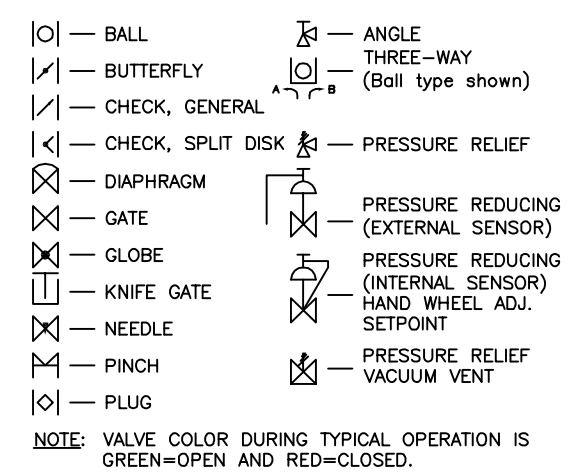 BALL
BUTTERFLY
CHECK, GENERAL
CHECK, SPLIT DISK
DIAPHRAGM
GATE
GLOBE
KNIFE GATE
NEEDLE
PINCH
PLUG
ANGLE
THREE-WAY
(Ball type shown)
A B
PRESSURE RELIEF
PRESSURE REDUCING
(EXTERNAL SENSOR)
PRESSURE REDUCING
(INTERNAL SENSOR)
HAND WHEEL ADJ.
SETPOINT
PRESSURE RELIEF
VACUUM VENT
NOTE: VALVE COLOR DURING TYPICAL OPERATION IS
GREEN=OPEN AND RED=CLOSED.